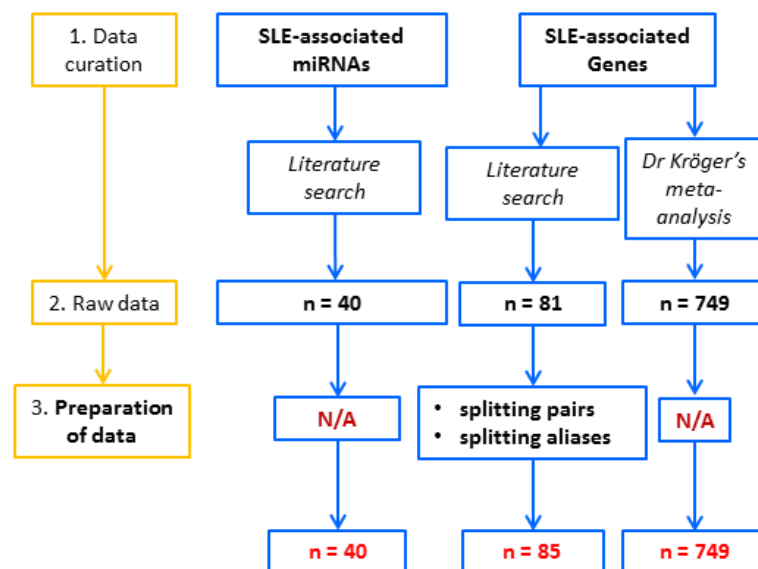 1. Data
curation
SLE-associated
miRNAs
SLE-associated
Genes
Literature
search
Literature
search
Dr Kröger's
meta-
analysis
2. Raw data
n = 40
n = 81
n = 749
3. Preparation
of data
N/A
• splitting pairs
• splitting aliases
N/A
n = 40
n = 85
n = 749